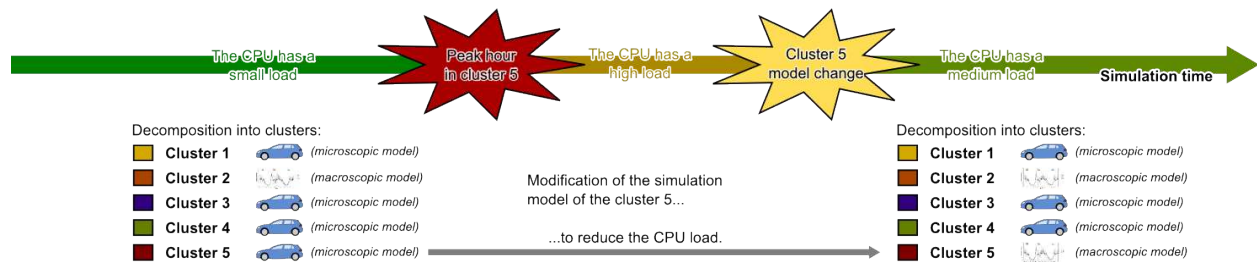 The CPU has a
small load
Peak hour
in cluster 5
The CPU has a
high load
Cluster 5
model change
The CPU has a
medium load
Simulation time
Decomposition into clusters:
Cluster 1 (microscopic model)
Cluster 2 (macroscopic model)
Cluster 3 (microscopic model)
Cluster 4 (microscopic model)
Cluster 5 (microscopic model)
Modification of the simulation
model of the cluster 5...
...to reduce the CPU load.
Decomposition into clusters:
Cluster 1 (microscopic model)
Cluster 2 (macroscopic model)
Cluster 3 (microscopic model)
Cluster 4 (microscopic model)
Cluster 5 (macroscopic model)